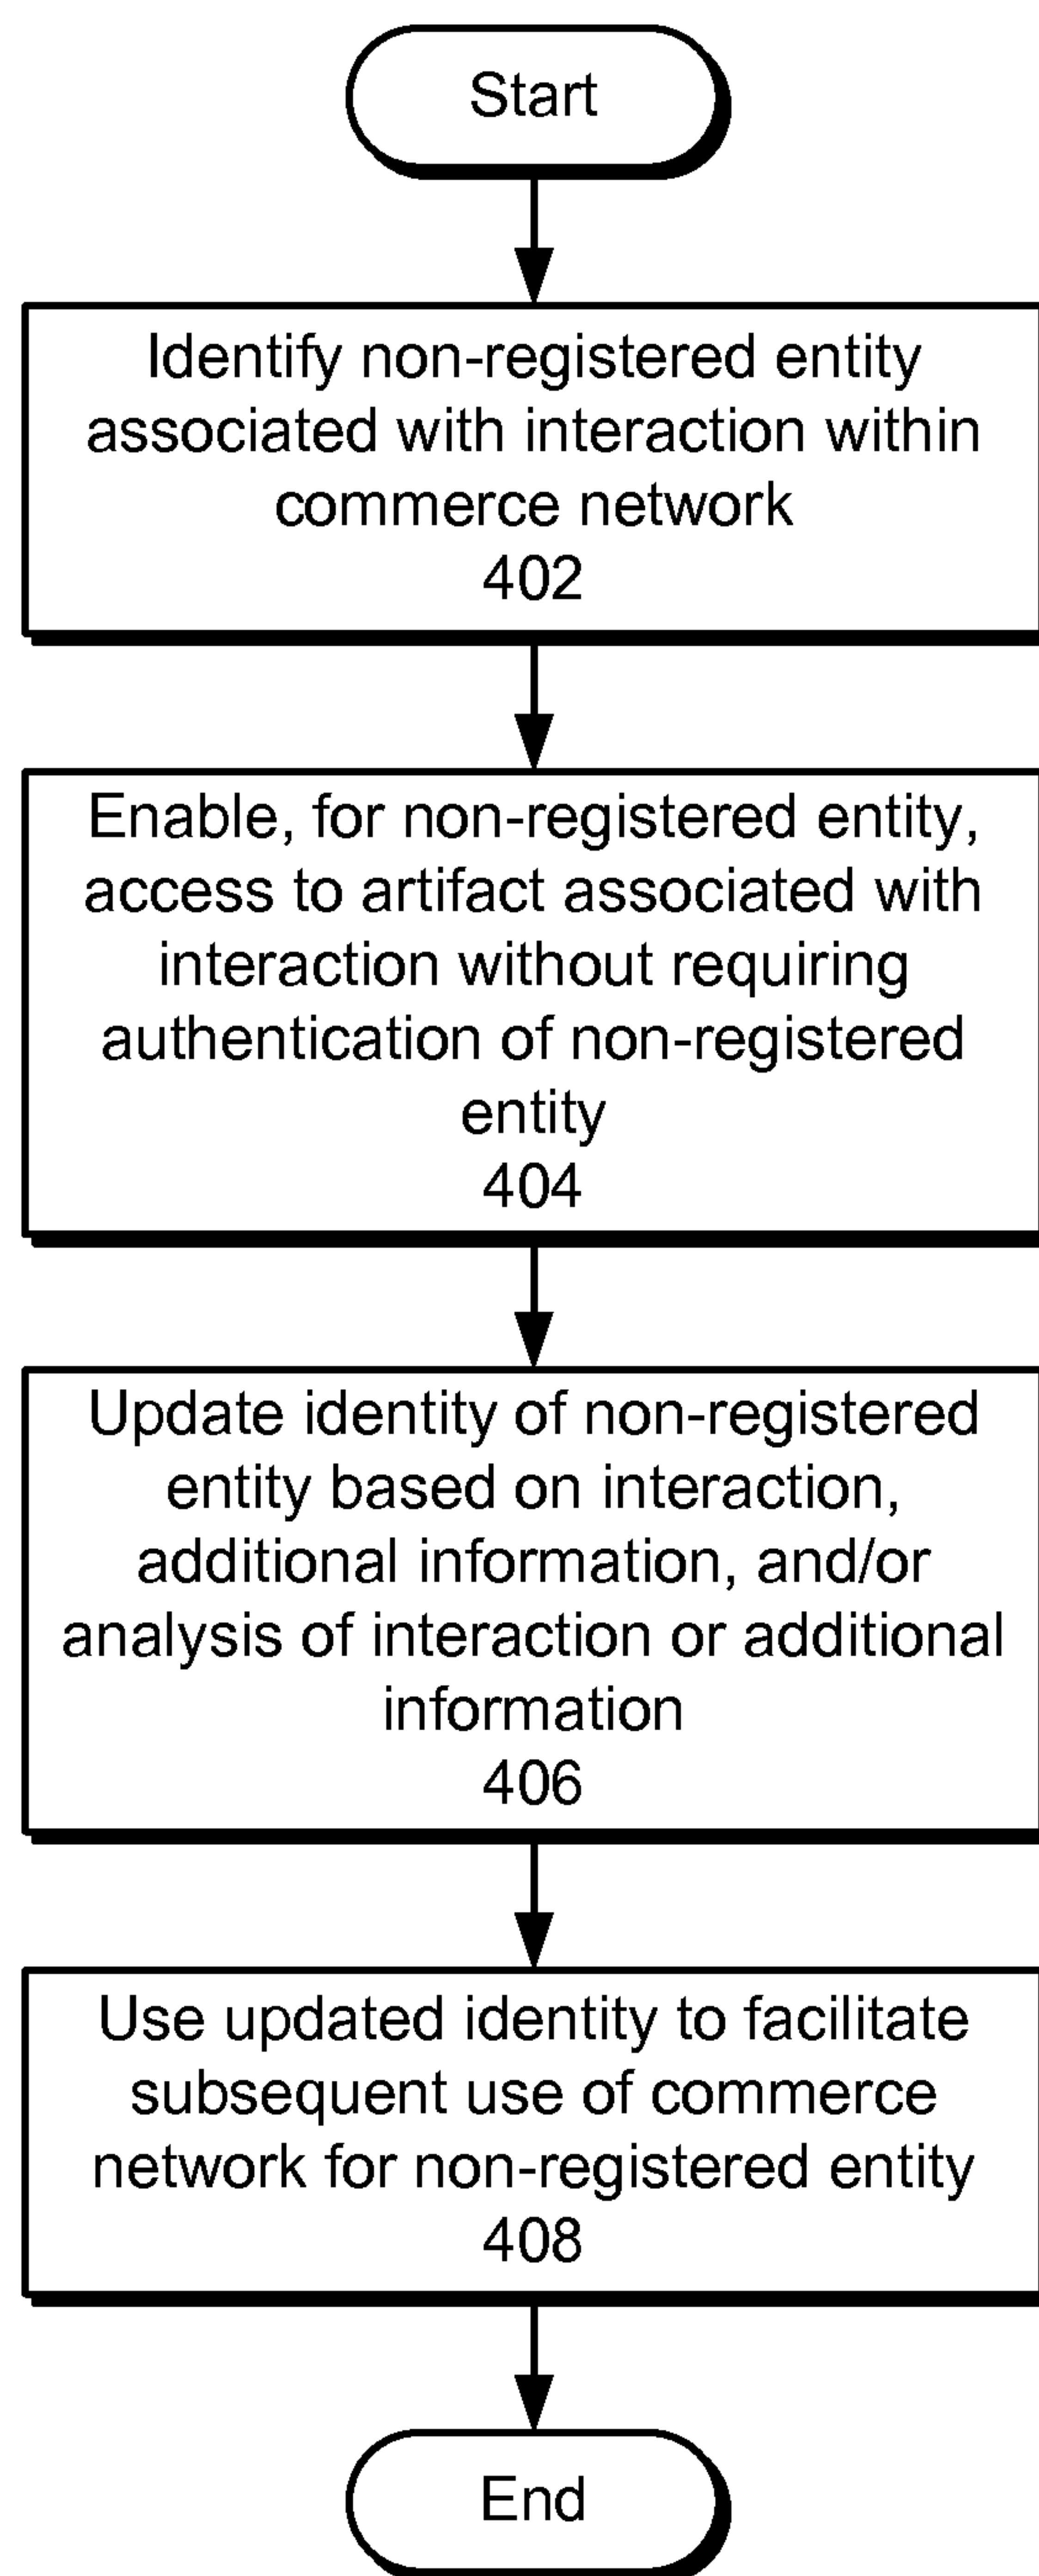 Start
Identify non-registered entity
associated with interaction within
commerce network
402
Enable, for non-registered entity,
access to artifact associated with
interaction without requiring
authentication of non-registered
entity
404
Update identity of non-registered
entity based on interaction,
additional information, and/or
analysis of interaction or additional
information
406
Use updated identity to facilitate
subsequent use of commerce
network for non-registered entity
408
End